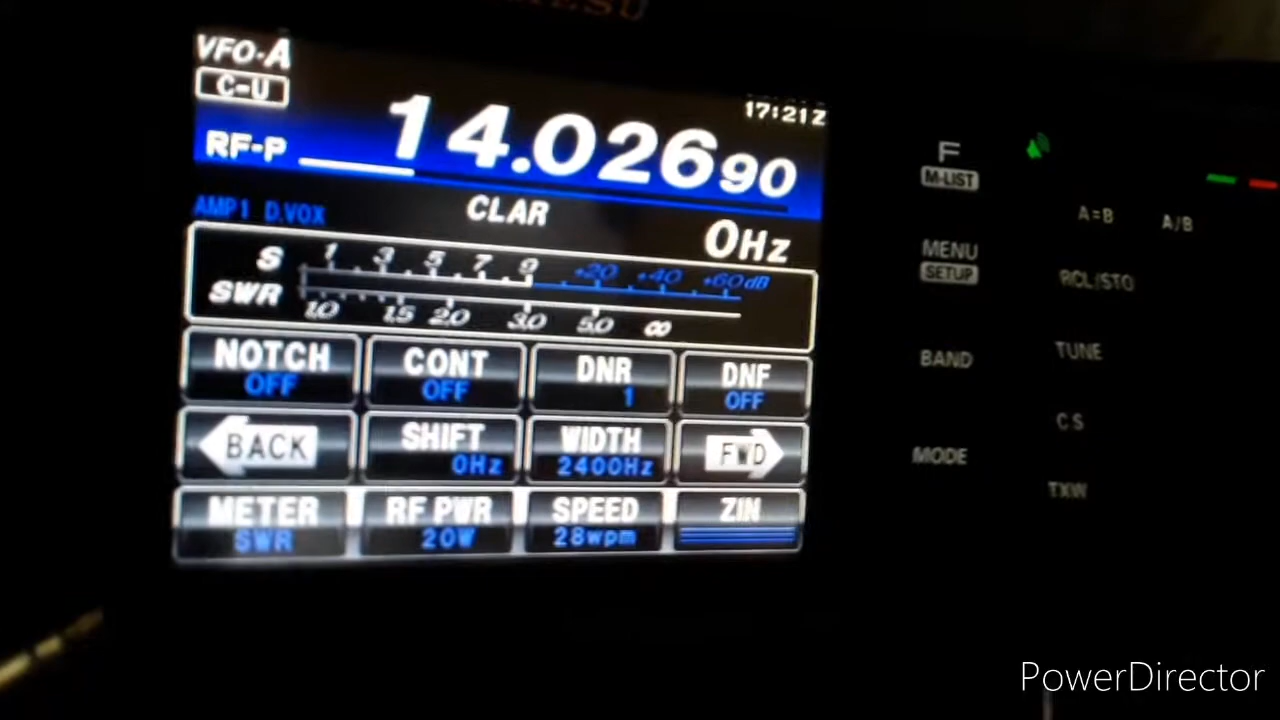 VFO-A
C-U
17:21Z
14.02690
RF-P
AMP1 D.VOX
CLAR
0Hz
S 1 3 5 7 9 +20 +40 +60dB
SWR 1.0 1.5 2.0 3.0 5.0 ∞
NOTCH CONT DNR DNF
OFF OFF 1 OFF
BACK SHIFT WIDTH FWD
0Hz 2400Hz
METER RF PWR SPEED ZIN
SWR 20W 28wpm
F
M-LIST
A=B A/B
MENU
SETUP
RCL/STO
BAND
TUNE
CS
MODE
TXW
PowerDirector